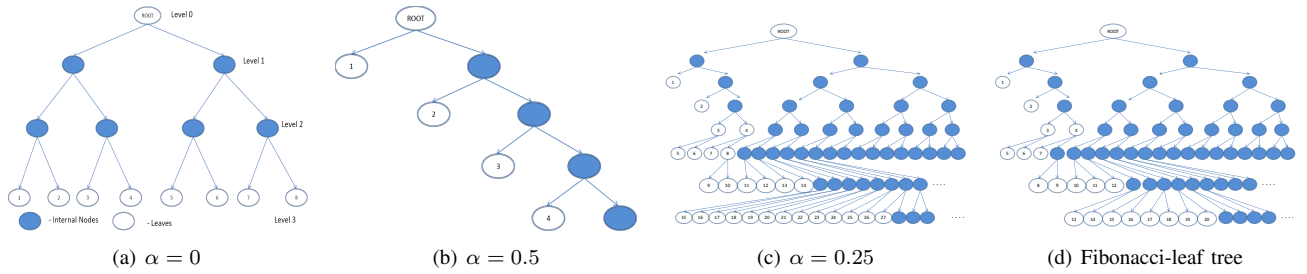 ROOT
Level 0
Level 1
Level 2
1 2 3 4 5 6 7 8
Level 3
- Internal Nodes
- Leaves
(a) α = 0
ROOT
1
2
3
4
(b) α = 0.5
ROOT
1
2
3 4
5 6 7 8
9 10 11 12 13 14 ....
15 16 17 18 19 20 21 22 23 24 25 26 27 ....
(c) α = 0.25
ROOT
1
2
3 4
5 6 7
8 9 10 11 12 ....
13 14 15 16 17 18 19 20 ....
(d) Fibonacci-leaf tree